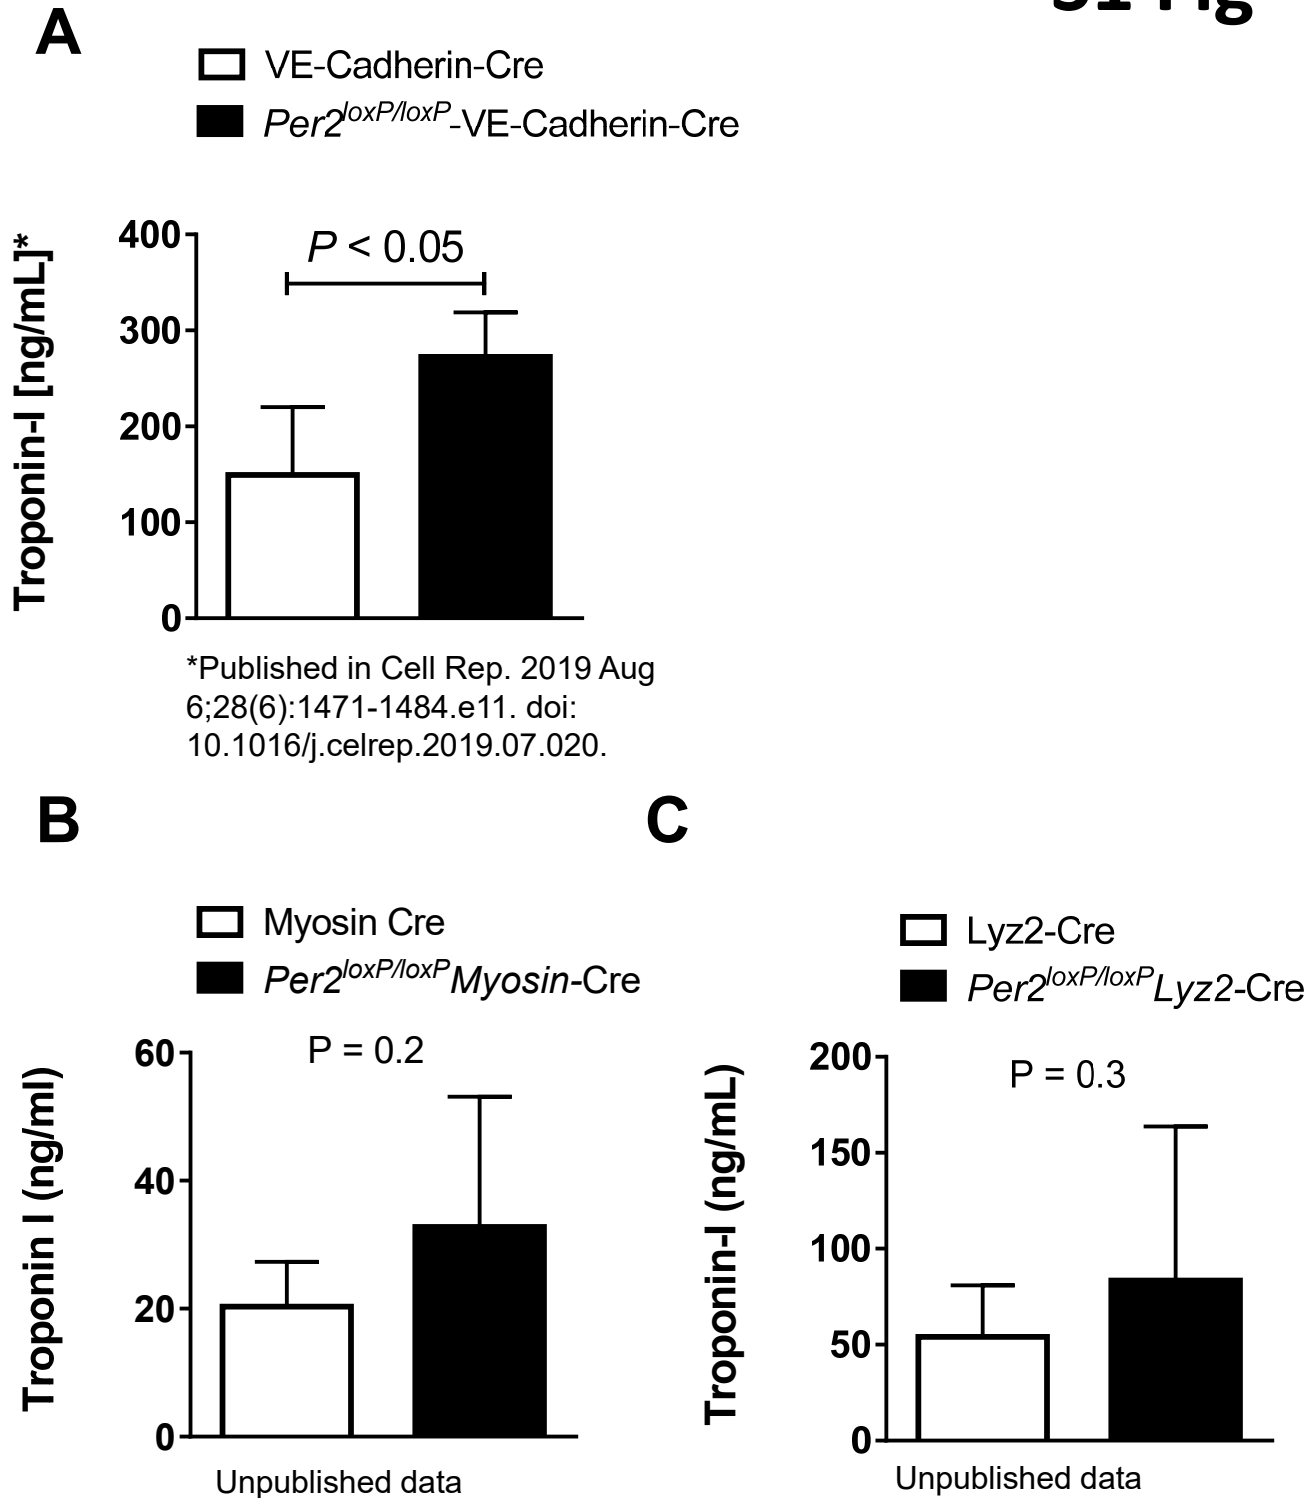 A
VE-Cadherin-Cre
Per2loxP/loxP-VE-Cadherin-Cre
Troponin-I [ng/mL]*
400
300
200
100
0
P < 0.05
*Published in Cell Rep. 2019 Aug
6;28(6):1471-1484.e11. doi:
10.1016/j.celrep.2019.07.020.
B
Myosin Cre
Per2loxP/loxPMyosin-Cre
Troponin I (ng/ml)
60
40
20
0
P = 0.2
Unpublished data
C
Lyz2-Cre
Per2loxP/loxPLyz2-Cre
Troponin-I (ng/mL)
200
150
100
50
0
P = 0.3
Unpublished data